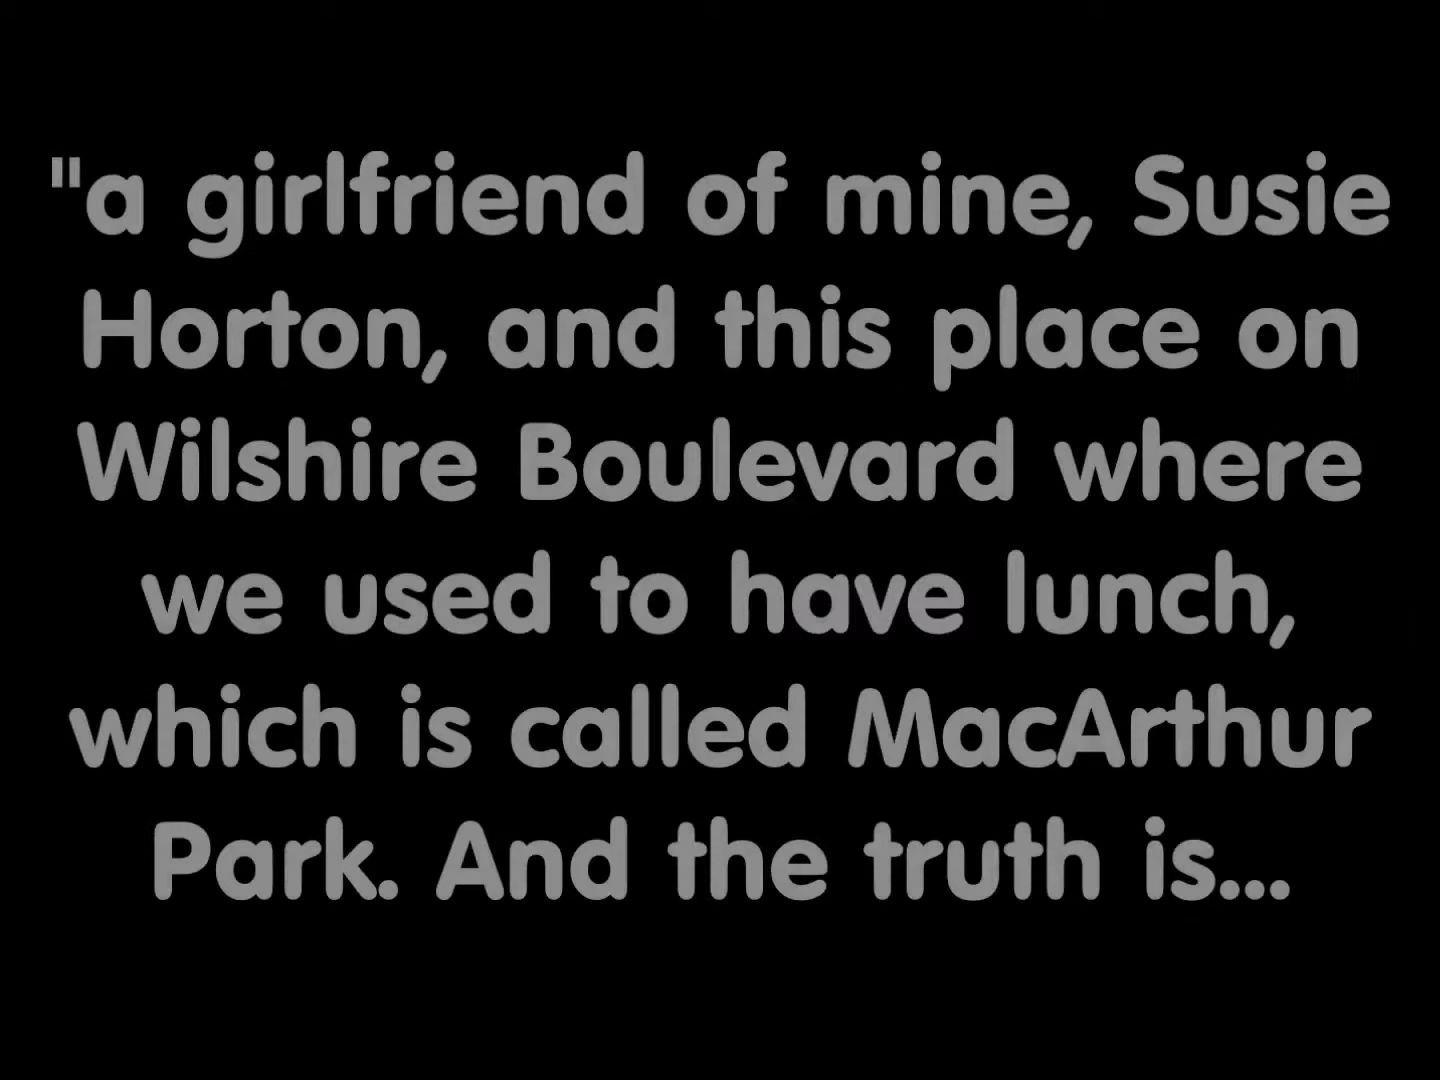 "a girlfriend of mine, Susie
Horton, and this place on
Wilshire Boulevard where
we used to have lunch,
which is called MacArthur
Park. And the truth is...